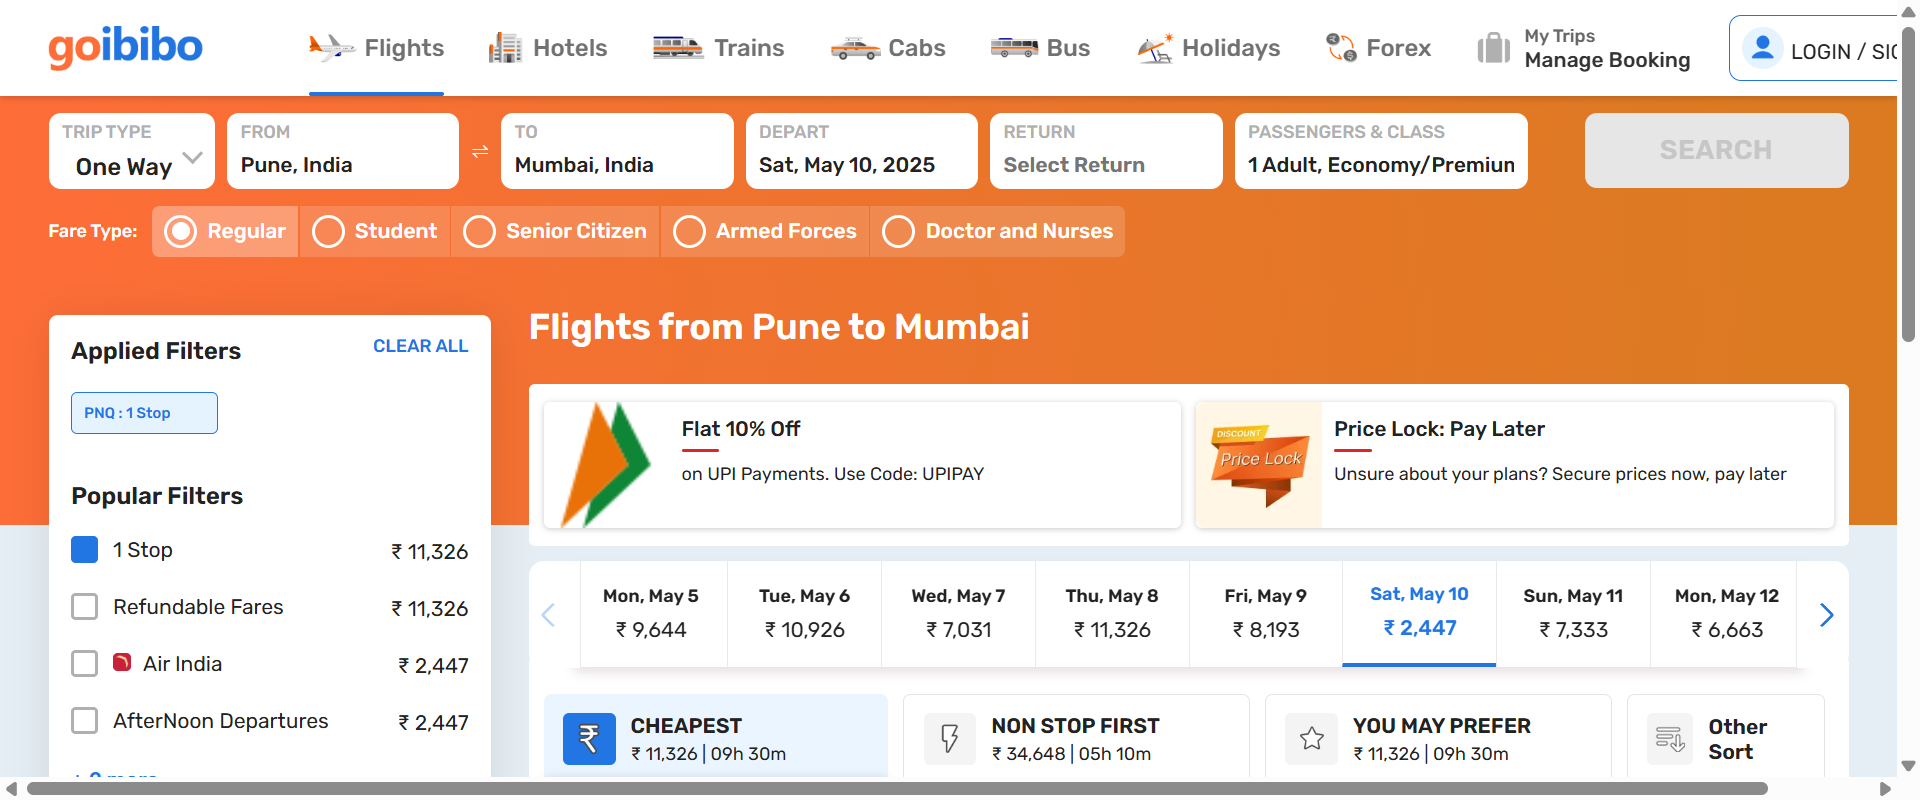 goibibo
Flights
Hotels
Trains
Cabs
Bus
Holidays
Forex
My Trips
Manage Booking
LOGIN / SIG
TRIP TYPE
One Way
FROM
Pune, India
TO
Mumbai, India
DEPART
Sat, May 10, 2025
RETURN
Select Return
PASSENGERS & CLASS
1 Adult, Economy/Premium
SEARCH
Fare Type:
Regular
Student
Senior Citizen
Armed Forces
Doctor and Nurses
Applied Filters
CLEAR ALL
PNQ : 1 Stop
Popular Filters
1 Stop ₹ 11,326
Refundable Fares ₹ 11,326
Air India ₹ 2,447
AfterNoon Departures ₹ 2,447
Flights from Pune to Mumbai
Flat 10% Off
on UPI Payments. Use Code: UPIPAY
DISCOUNT
Price Lock
Price Lock: Pay Later
Unsure about your plans? Secure prices now, pay later
Mon, May 5
₹ 9,644
Tue, May 6
₹ 10,926
Wed, May 7
₹ 7,031
Thu, May 8
₹ 11,326
Fri, May 9
₹ 8,193
Sat, May 10
₹ 2,447
Sun, May 11
₹ 7,333
Mon, May 12
₹ 6,663
CHEAPEST
₹ 11,326 | 09h 30m
NON STOP FIRST
₹ 34,648 | 05h 10m
YOU MAY PREFER
₹ 11,326 | 09h 30m
Other
Sort